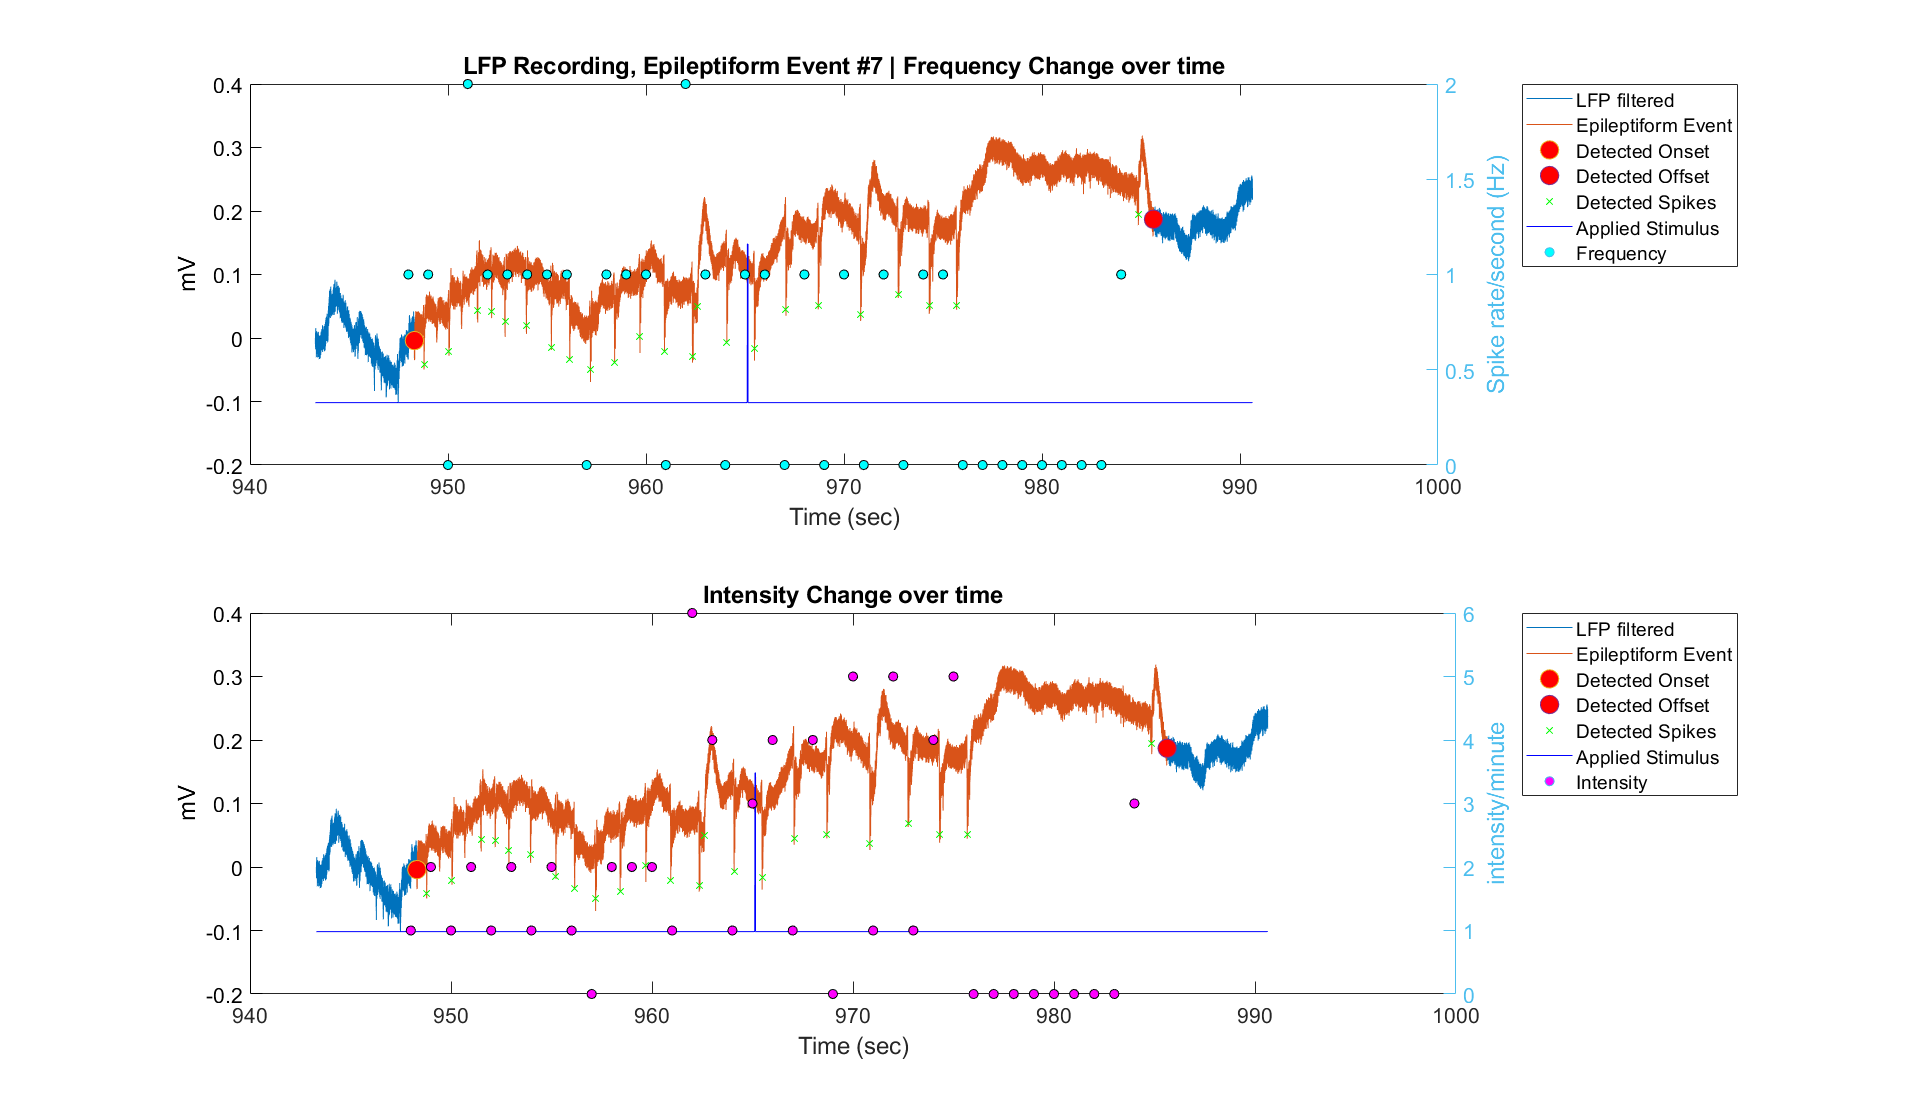 LFP Recording, Epileptiform Event #7 | Frequency Change over time
0.4
0.3
0.2
0.1
0
-0.1
-0.2
mV
2
1.5
1
0.5
0
Spike rate/second (Hz)
940 950 960 970 980 990 1000
Time (sec)
LFP filtered
Epileptiform Event
Detected Onset
Detected Offset
Detected Spikes
Applied Stimulus
Frequency
Intensity Change over time
0.4
0.3
0.2
0.1
0
-0.1
-0.2
mV
6
5
4
3
2
1
0
intensity/minute
940 950 960 970 980 990 1000
Time (sec)
LFP filtered
Epileptiform Event
Detected Onset
Detected Offset
Detected Spikes
Applied Stimulus
Intensity